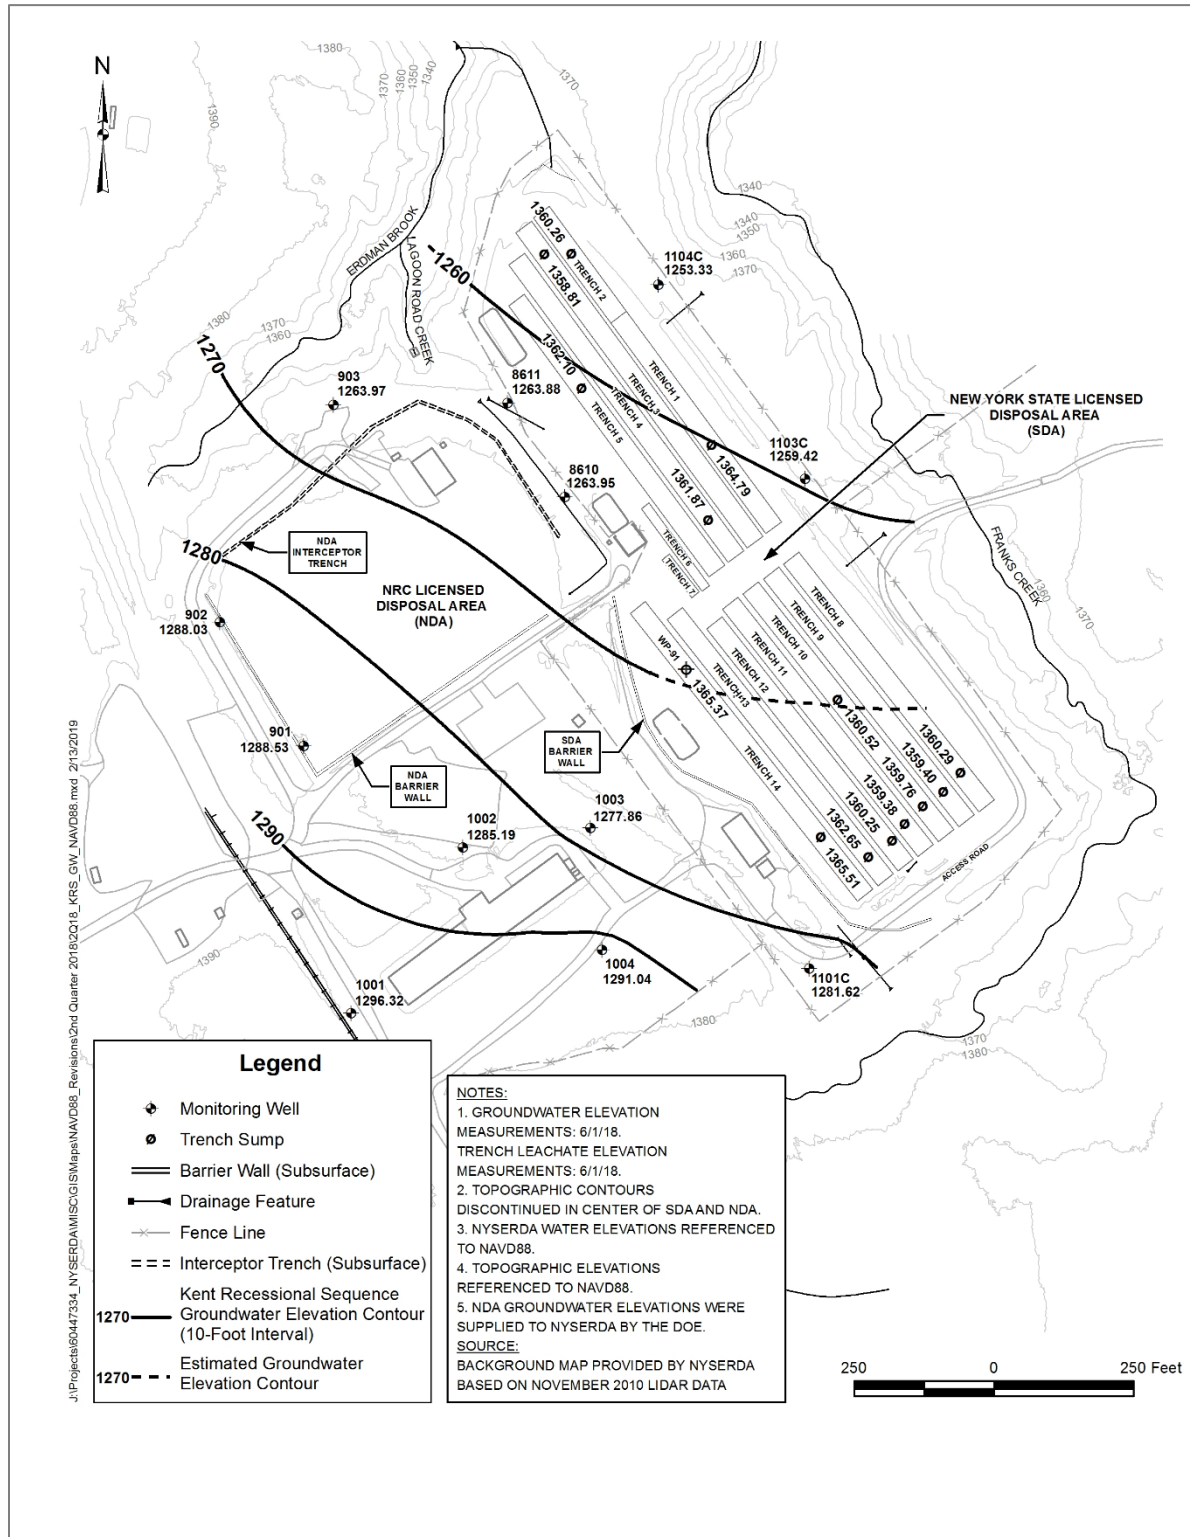 1380
1370
1360
1350
1340
1370
N
1390
1340
1340
1350
1360
1370
ERDMAN BROOK
LAGOON ROAD CREEK
1260
1360.26
TRENCH 2
1358.81
1104C
1253.33
1380
1370
1360
1270
903
1263.97
8611
1263.88
1362.10
TRENCH 1
TRENCH 3
TRENCH 4
TRENCH 5
NEW YORK STATE LICENSED
DISPOSAL AREA
(SDA)
1103C
1259.42
1364.79
1361.87
8610
1263.95
1280
NDA
INTERCEPTOR
TRENCH
NRC LICENSED
DISPOSAL AREA
(NDA)
TRENCH 6
TRENCH 7
FRANKS CREEK
1360
1370
902
1288.03
WP-91
1365.37
TRENCH 8
TRENCH 9
TRENCH 10
TRENCH 11
TRENCH 12
TRENCH 13
TRENCH 14
901
1288.53
NDA
BARRIER
WALL
SDA
BARRIER
WALL
1360.52
1360.29
1359.40
1359.76
1359.38
1360.25
1362.65
1365.51
ACCESS ROAD
1290
1002
1285.19
1003
1277.86
1390
1001
1296.32
1004
1291.04
1101C
1281.62
1380
1370
1380
J:\Projects\60447334_NYSERDA\MISC\GIS\Maps\NAVD88_Revisions\2nd Quarter 2018\2Q18_KRS_GW_NAVD88.mxd 2/13/2019
Legend
Monitoring Well
Trench Sump
Barrier Wall (Subsurface)
Drainage Feature
Fence Line
Interceptor Trench (Subsurface)
Kent Recessional Sequence
1270 Groundwater Elevation Contour
(10-Foot Interval)
Estimated Groundwater
1270 Elevation Contour
NOTES:
1. GROUNDWATER ELEVATION
MEASUREMENTS: 6/1/18.
TRENCH LEACHATE ELEVATION
MEASUREMENTS: 6/1/18.
2. TOPOGRAPHIC CONTOURS
DISCONTINUED IN CENTER OF SDA AND NDA.
3. NYSERDA WATER ELEVATIONS REFERENCED
TO NAVD88.
4. TOPOGRAPHIC ELEVATIONS
REFERENCED TO NAVD88.
5. NDA GROUNDWATER ELEVATIONS WERE
SUPPLIED TO NYSERDA BY THE DOE.
SOURCE:
BACKGROUND MAP PROVIDED BY NYSERDA
BASED ON NOVEMBER 2010 LIDAR DATA
250 0 250 Feet